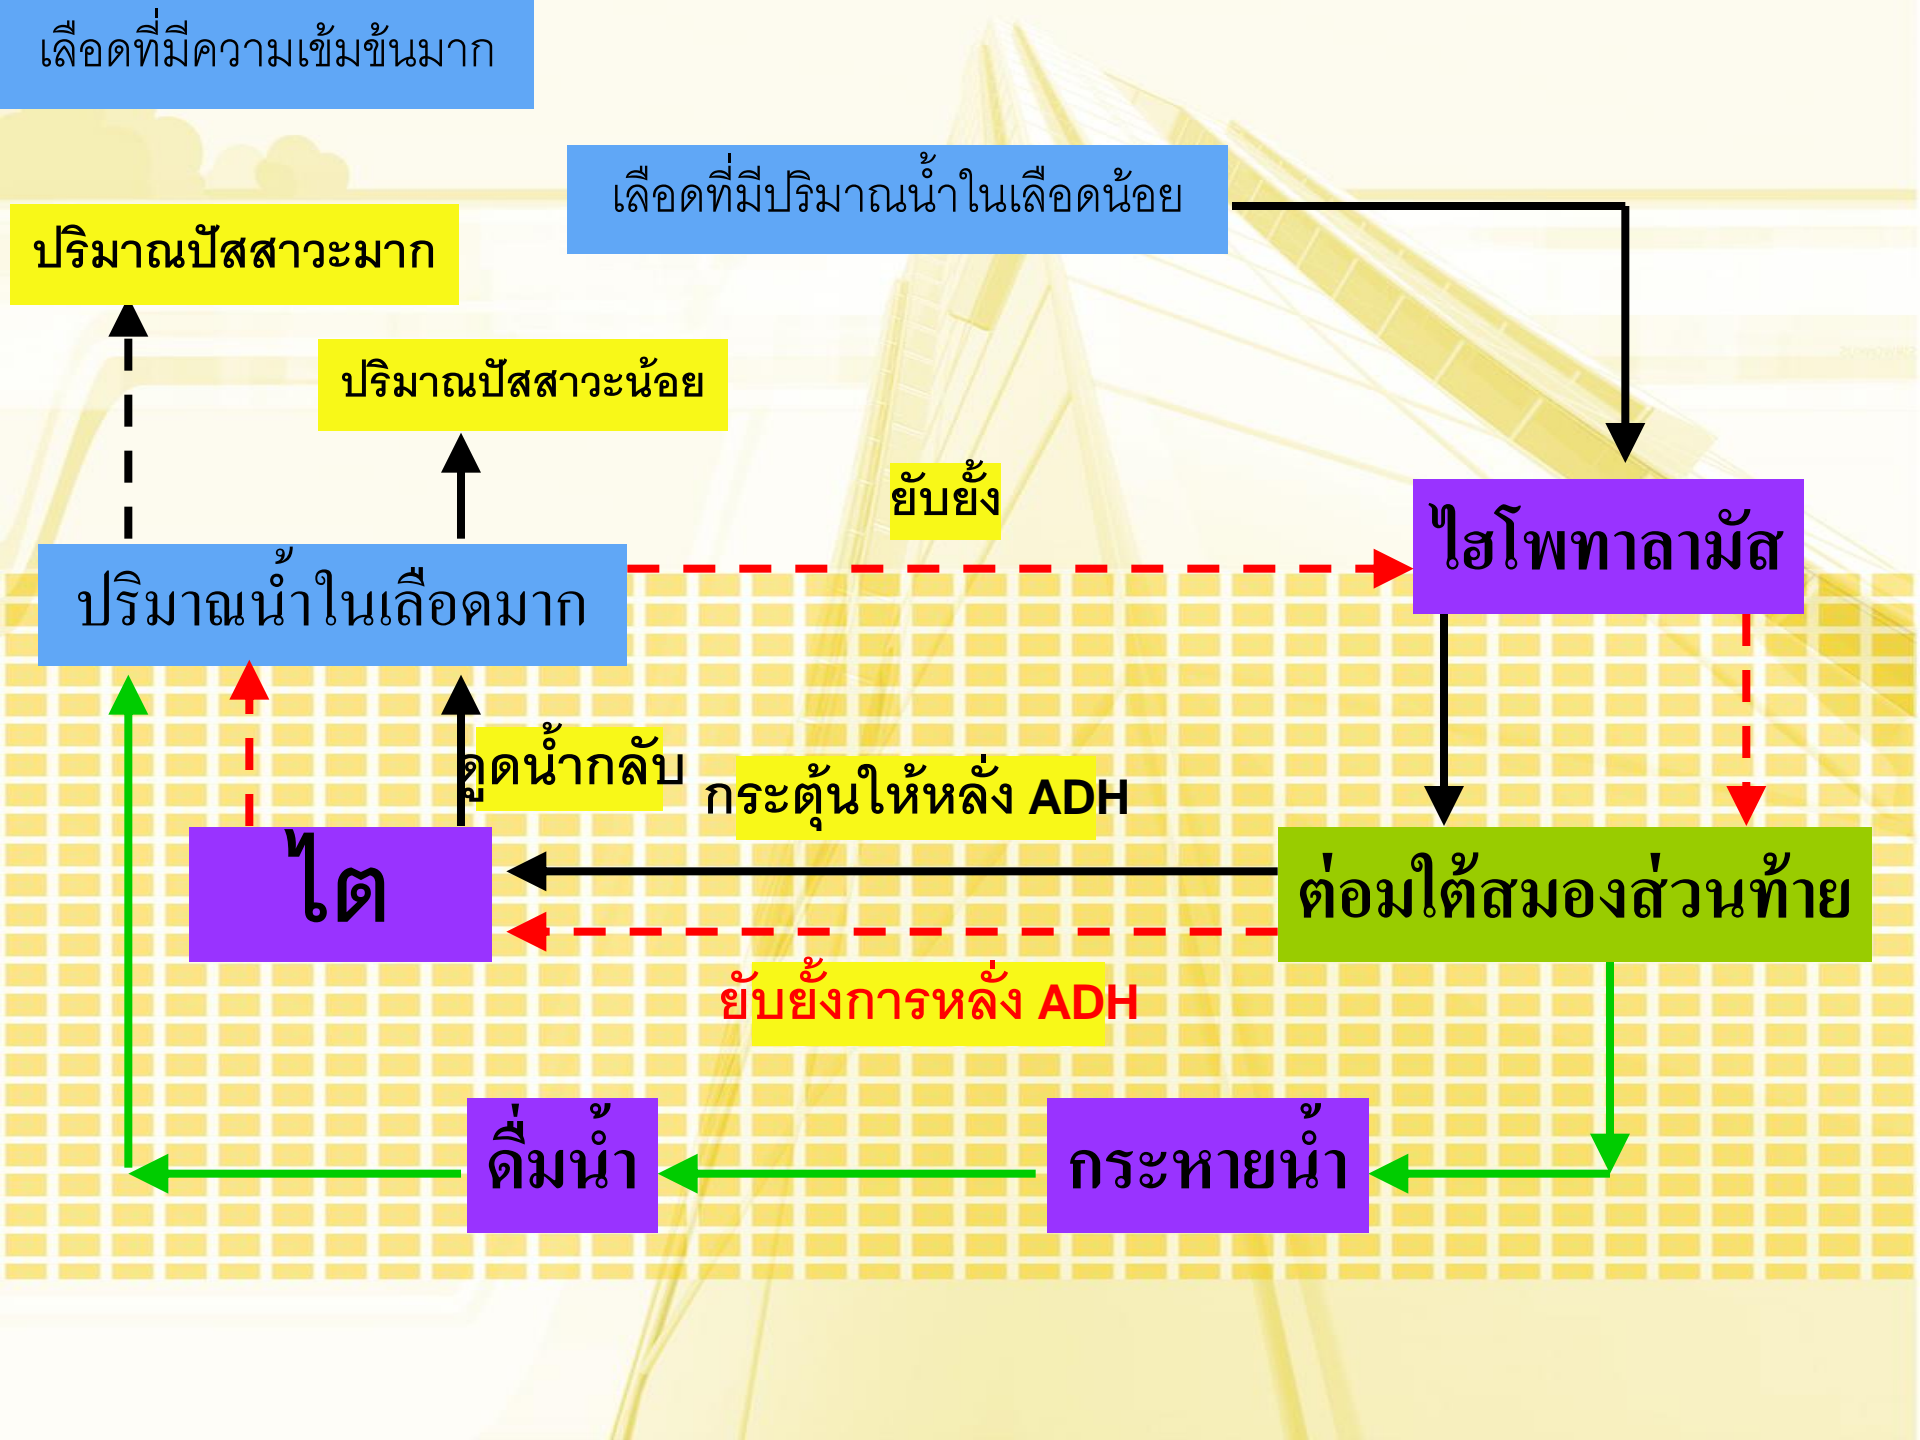 เลือดที่มีความเข้มข้นมาก
เลือดที่มีปริมาณน้ำในเลือดน้อย
ปริมาณปัสสาวะมาก
ปริมาณปัสสาวะน้อย
ยับยั้ง
ไฮโพทาลามัส
ปริมาณน้ำในเลือดมาก
ดูดน้ำกลับ
กระตุ้นให้หลั่ง ADH
ไต
ต่อมใต้สมองส่วนท้าย
ยับยั้งการหลั่ง ADH
ดื่มน้ำ
กระหายน้ำ